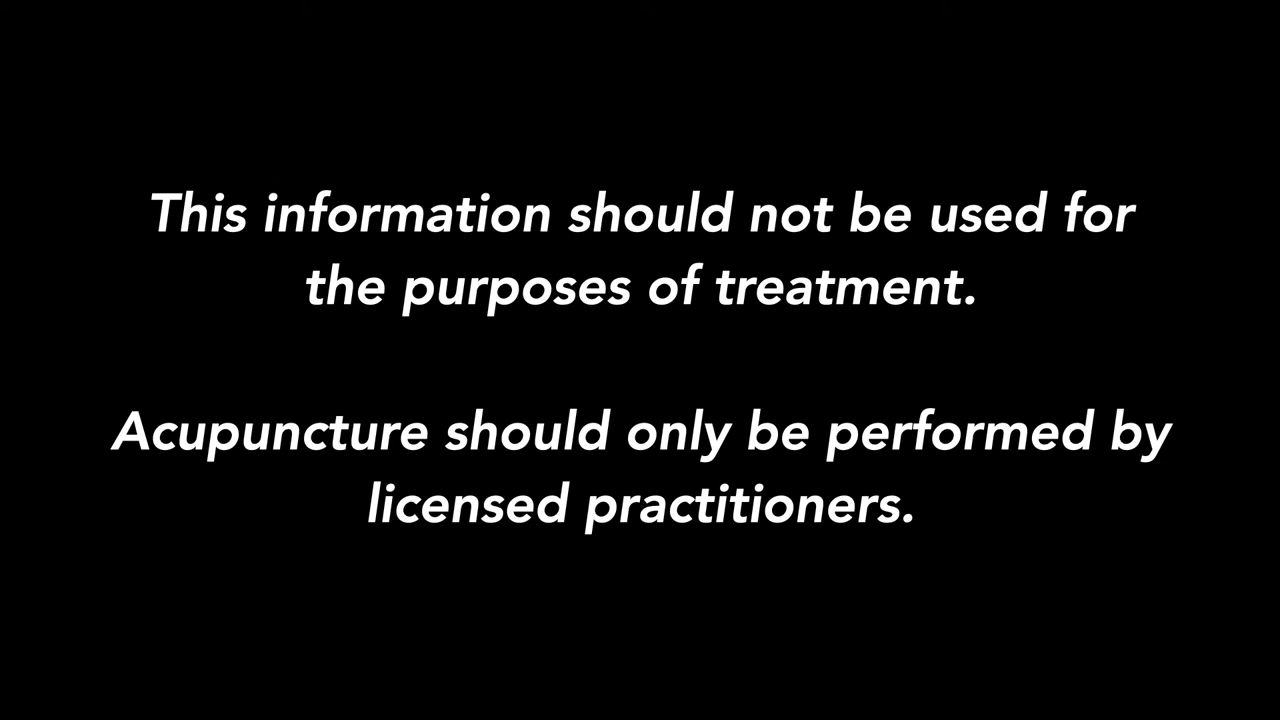 This information should not be used for
the purposes of treatment.
Acupuncture should only be performed by
licensed practitioners.